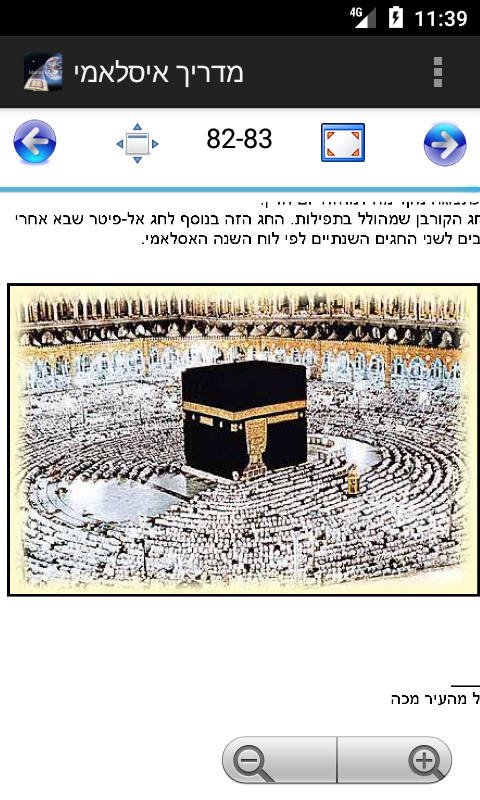 4G 11:39
מדריך איסלאמי
82-83
חג הקורבן שמהולל בתפילות. החג הזה בנוסף לחג אל-פיטר שבא אחרי
בים לשני החגים השנתיים לפי לוח השנה האסלאמי.
ל מהעיר מכה